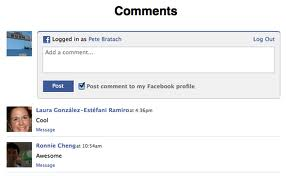 Comments
Logged in as Pete Bratach Log Out
Add a comment...
Post Post comment to my Facebook profile
Laura González-Estéfani Ramiro at 4:36pm
Cool
Message
Ronnie Cheng at 10:54am
Awesome
Message